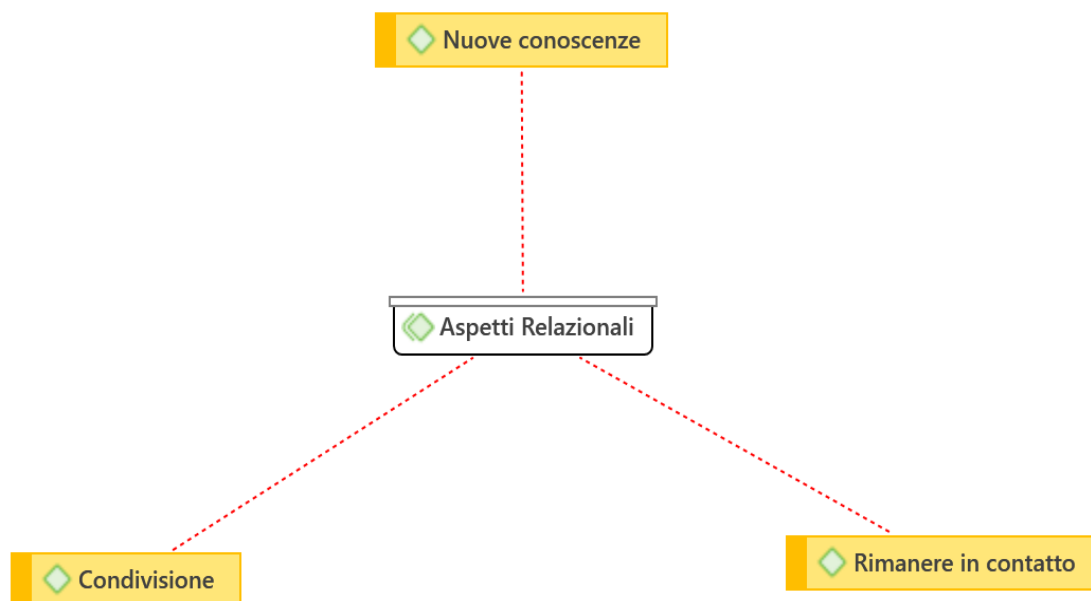 Nuove conoscenze
Aspetti Relazionali
Condivisione
Rimanere in contatto